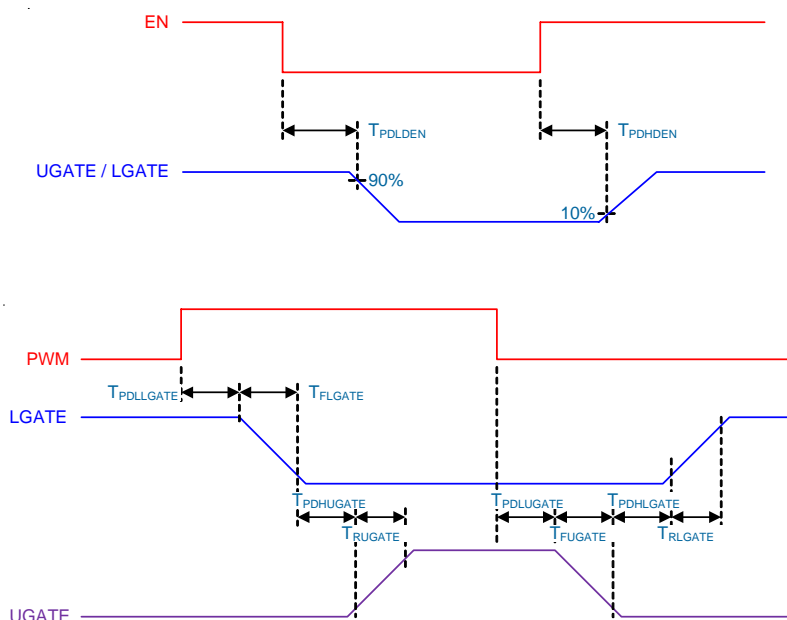 EN
TPDLDEN
TPDHDEN
UGATE / LGATE
90%
10%
PWM
TPDLLGATE
TFLGATE
LGATE
TPDHUGATE
TPDLUGATE
TPDHLGATE
TRUGATE
TFUGATE
TRLGATE
UGATE